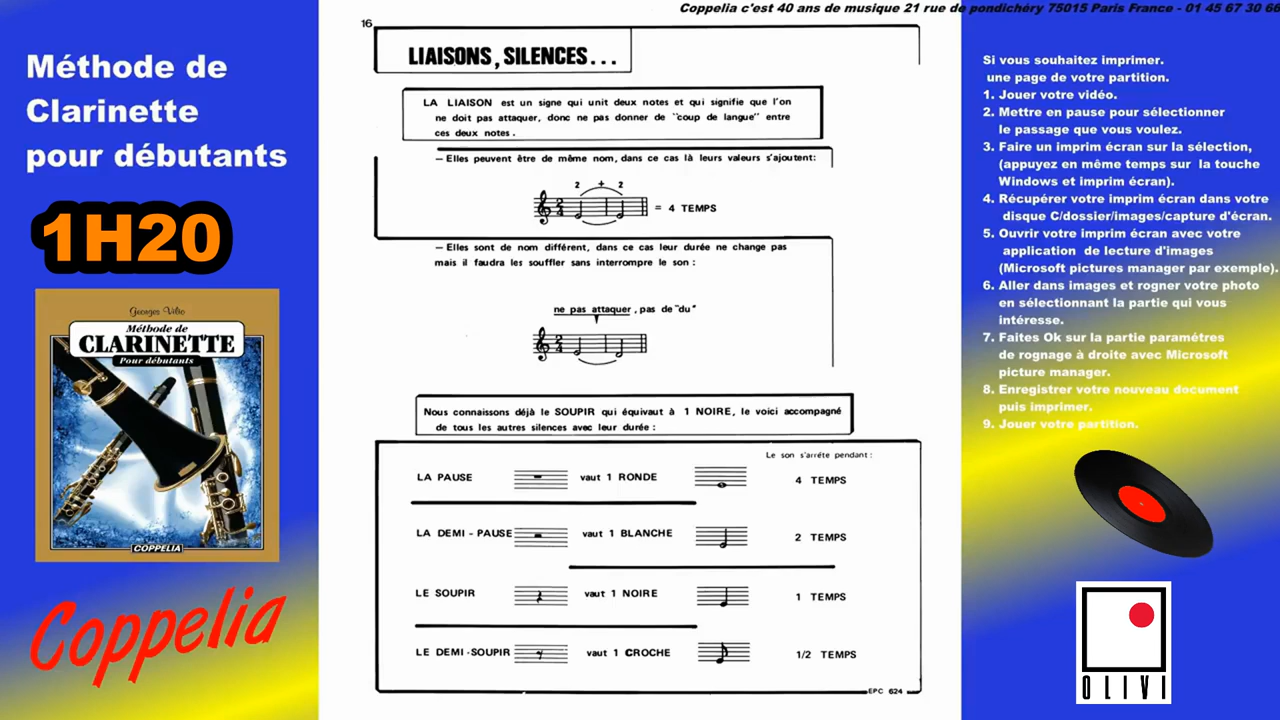 Coppelia c'est 40 ans de musique 21 rue de pondichéry 75015 Paris France - 01 45 67 30 66
Méthode de
Clarinette
pour débutants
1H20
Georges Vibo
Méthode de
CLARINETTE
Pour débutants
COPPELIA
Coppelia
16
LIAISONS, SILENCES...
LA LIAISON est un signe qui unit deux notes et qui signifie que l'on
ne doit pas attaquer, donc ne pas donner de "coup de langue" entre
ces deux notes.
— Elles peuvent être de même nom, dans ce cas là leurs valeurs s'ajoutent:
2 + 2
2
4
= 4 TEMPS
— Elles sont de nom différent, dans ce cas leur durée ne change pas
mais il faudra les souffler sans interrompre le son :
ne pas attaquer, pas de "du"
2
4
Nous connaissons déjà le SOUPIR qui équivaut à 1 NOIRE, le voici accompagné
de tous les autres silences avec leur durée :
Le son s'arrête pendant :
LA PAUSE vaut 1 RONDE 4 TEMPS
LA DEMI - PAUSE vaut 1 BLANCHE 2 TEMPS
LE SOUPIR vaut 1 NOIRE 1 TEMPS
LE DEMI-SOUPIR vaut 1 CROCHE 1/2 TEMPS
EPC 624
Si vous souhaitez imprimer.
une page de votre partition.
1. Jouer votre vidéo.
2. Mettre en pause pour sélectionner
le passage que vous voulez.
3. Faire un imprim écran sur la sélection,
(appuyez en même temps sur la touche
Windows et imprim écran).
4. Récupérer votre imprim écran dans votre
disque C/dossier/images/capture d'écran.
5. Ouvrir votre imprim écran avec votre
application de lecture d'images
(Microsoft pictures manager par exemple).
6. Aller dans images et rogner votre photo
en sélectionnant la partie qui vous
intéresse.
7. Faites Ok sur la partie paramétres
de rognage à droite avec Microsoft
picture manager.
8. Enregistrer votre nouveau document
puis imprimer.
9. Jouer votre partition.
OLIVI